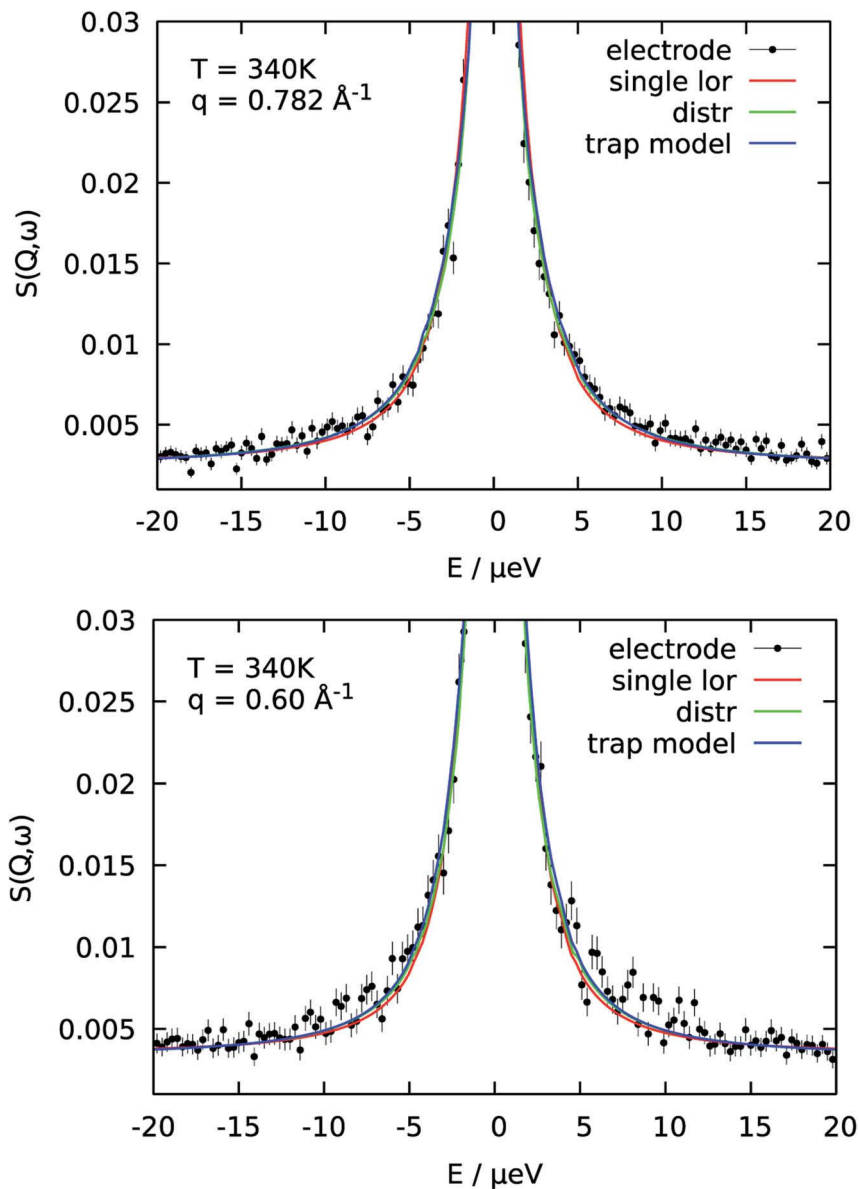 0.03
0.025
0.02
0.015
0.01
0.005
S(Q,ω)
T = 340K
q = 0.782 Å⁻¹
electrode
single lor
distr
trap model
-20 -15 -10 -5 0 5 10 15 20
E / μeV
0.03
0.025
0.02
0.015
0.01
0.005
S(Q,ω)
T = 340K
q = 0.60 Å⁻¹
electrode
single lor
distr
trap model
-20 -15 -10 -5 0 5 10 15 20
E / μeV